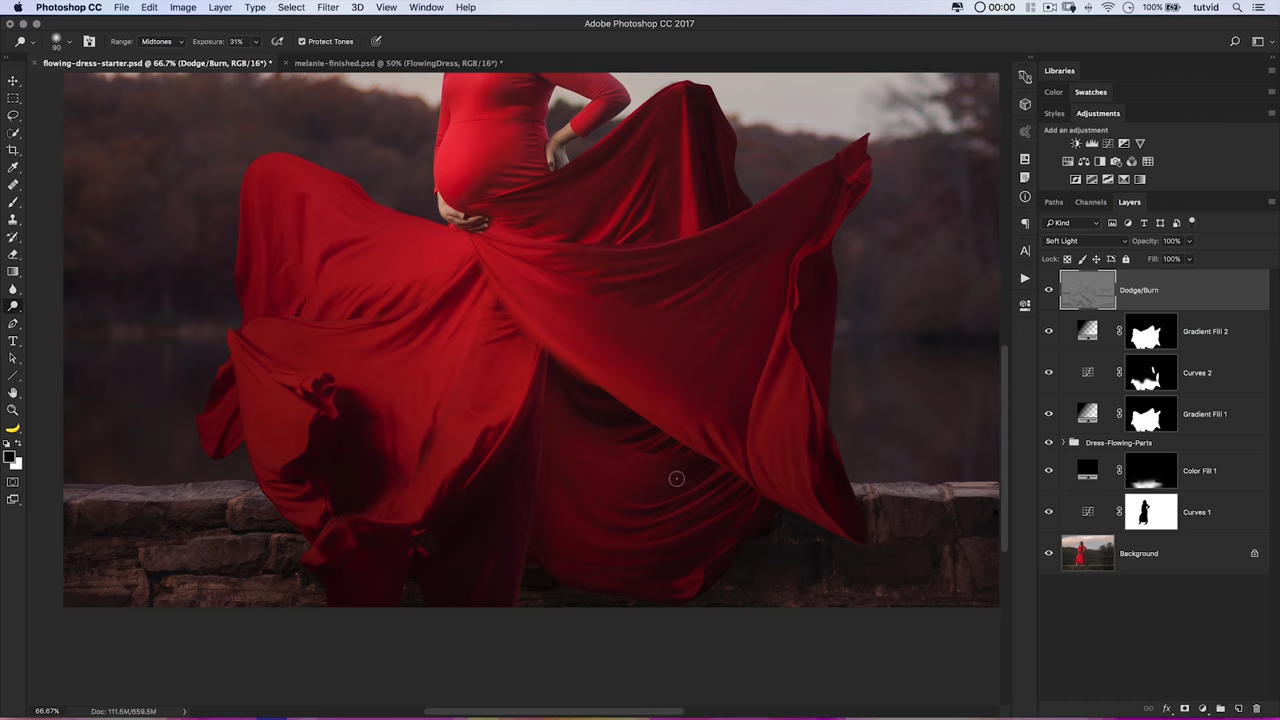 Photoshop CC File Edit Image Layer Type Select Filter 3D View Window Help 00:00 100% tutvid
Adobe Photoshop CC 2017
90 Range: Midtones Exposure: 31% Protect Tones
flowing-dress-starter.psd @ 66.7% (Dodge/Burn, RGB/16*) * melanie-finished.psd @ 50% (FlowingDress, RGB/16*) *
Libraries
Color Swatches
Styles Adjustments
Add an adjustment
Paths Channels Layers
Kind
Soft Light Opacity: 100%
Lock: Fill: 100%
Dodge/Burn
Gradient Fill 2
Curves 2
Gradient Fill 1
Dress-Flowing-Parts
Color Fill 1
Curves 1
Background
66.67% Doc: 111.5M/659.5M